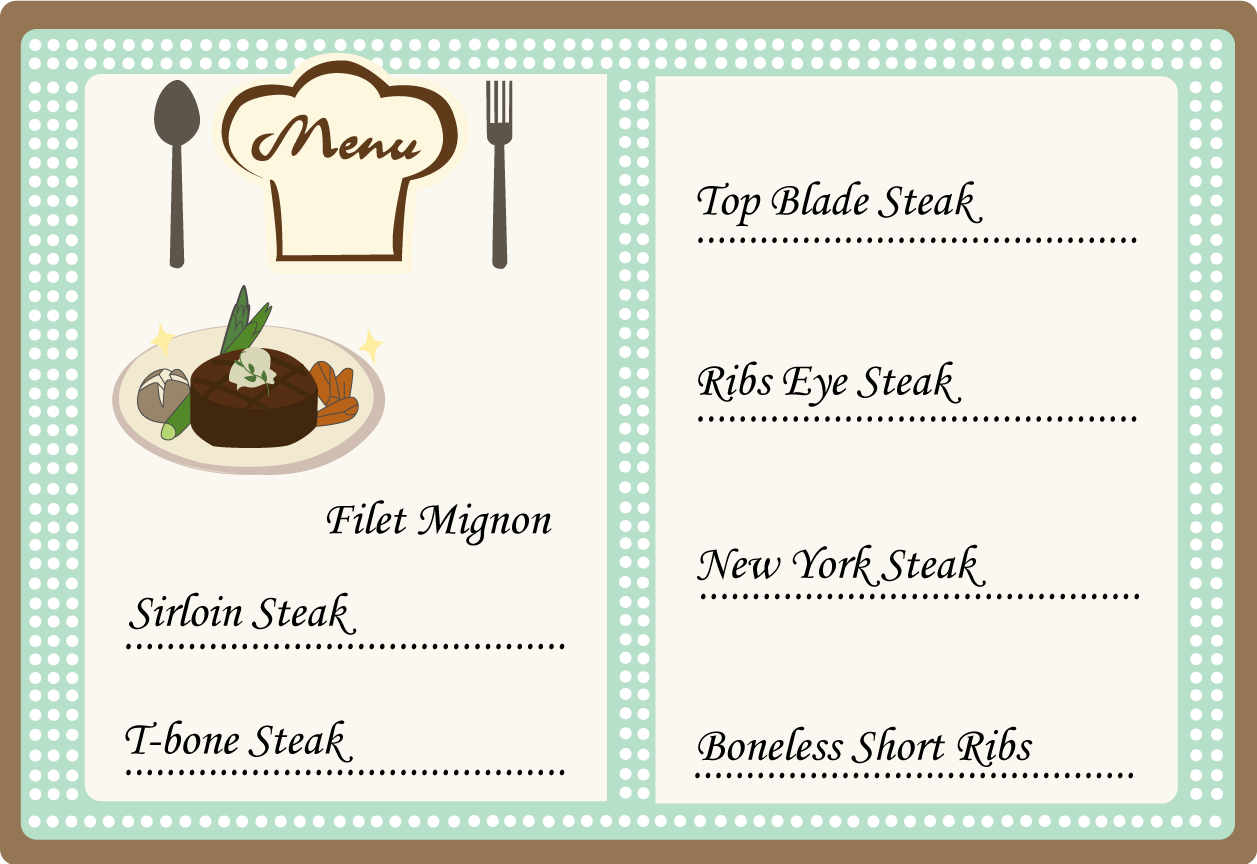 Menu
Filet Mignon
Sirloin Steak
T-bone Steak
Top Blade Steak
Ribs Eye Steak
New York Steak
Boneless Short Ribs